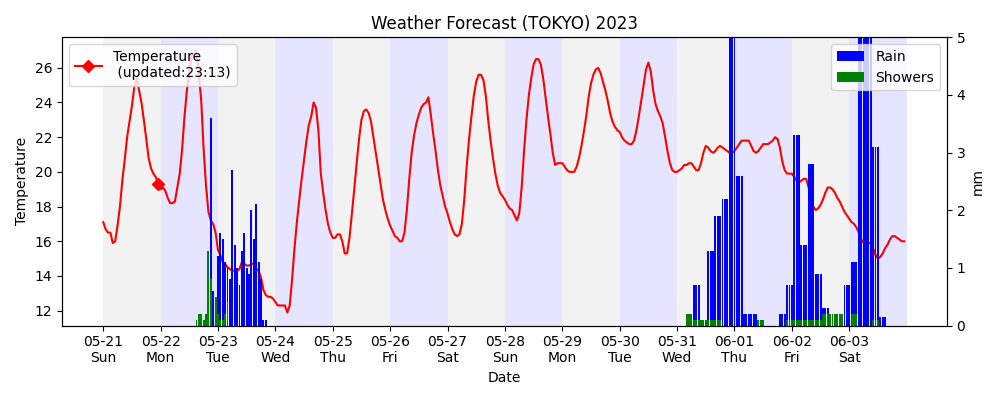 Weather Forecast (TOKYO) 2023
Temperature
(updated:23:13)
Rain
Showers
Temperature
26
24
22
20
18
16
14
12
5
4
3
2
1
0
mm
05-21 05-22 05-23 05-24 05-25 05-26 05-27 05-28 05-29 05-30 05-31 06-01 06-02 06-03
Sun Mon Tue Wed Thu Fri Sat Sun Mon Tue Wed Thu Fri Sat
Date